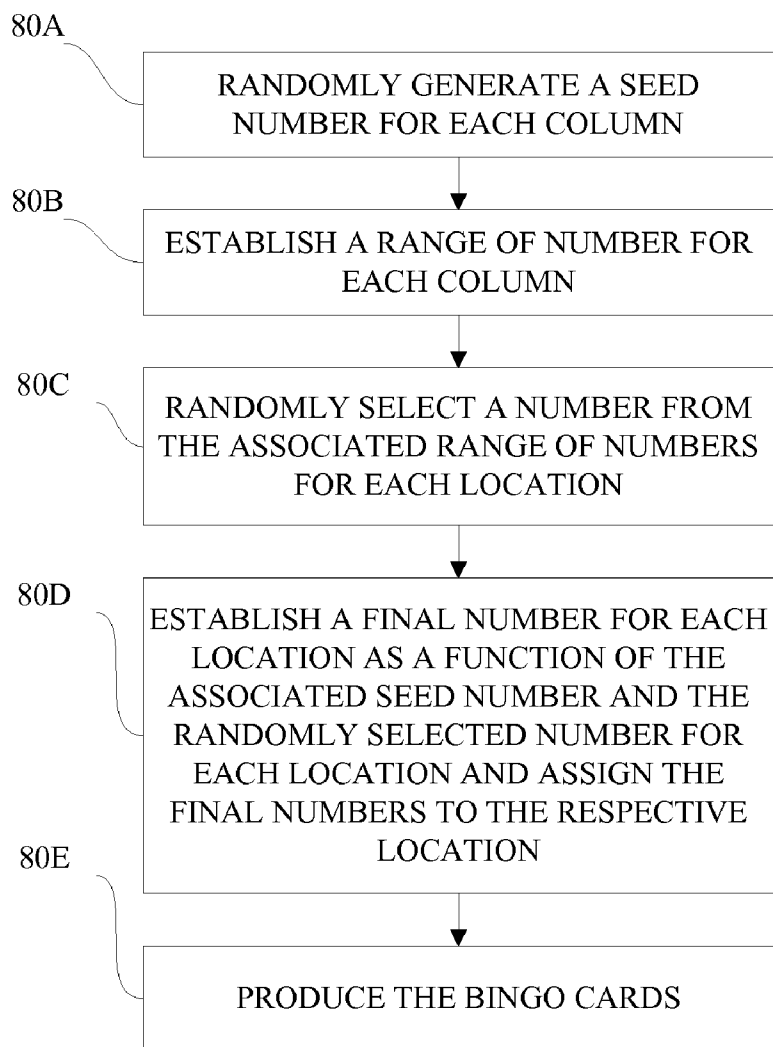 80A
RANDOMLY GENERATE A SEED
NUMBER FOR EACH COLUMN
80B
ESTABLISH A RANGE OF NUMBER FOR
EACH COLUMN
80C
RANDOMLY SELECT A NUMBER FROM
THE ASSOCIATED RANGE OF NUMBERS
FOR EACH LOCATION
80D
ESTABLISH A FINAL NUMBER FOR EACH
LOCATION AS A FUNCTION OF THE
ASSOCIATED SEED NUMBER AND THE
RANDOMLY SELECTED NUMBER FOR
EACH LOCATION AND ASSIGN THE
FINAL NUMBERS TO THE RESPECTIVE
LOCATION
80E
PRODUCE THE BINGO CARDS